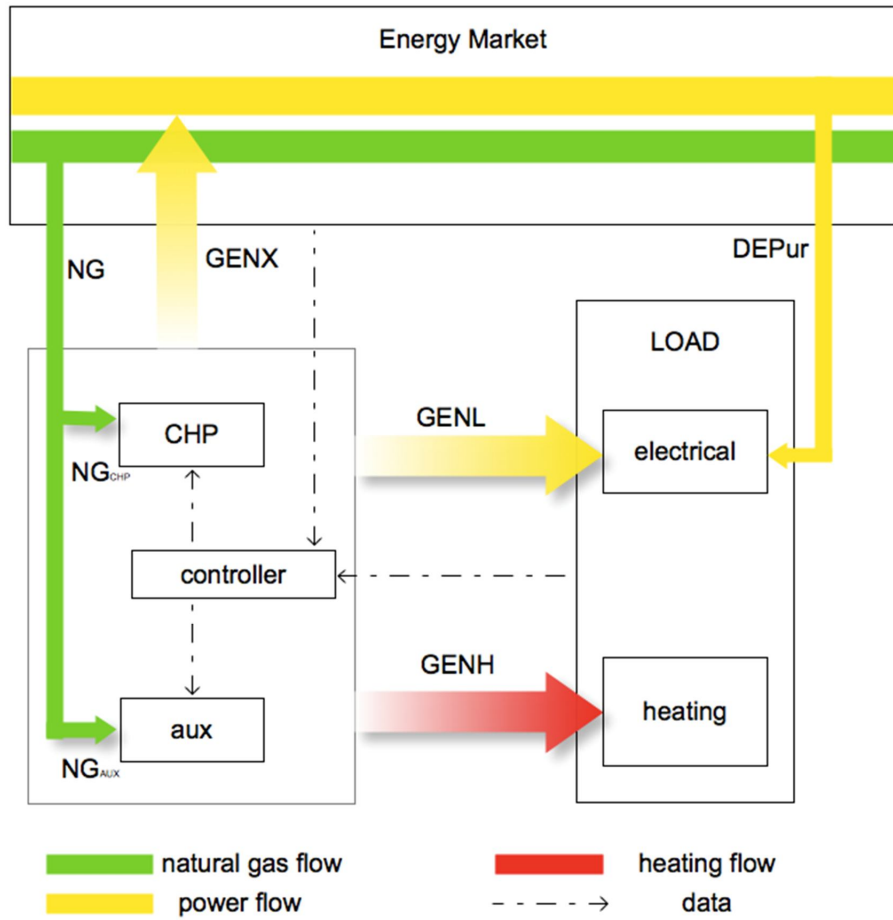 Energy Market
NG
GENX
DEPur
LOAD
CHP
GENL
electrical
NGCHP
controller
GENH
aux
heating
NGAUX
natural gas flow
heating flow
power flow
data